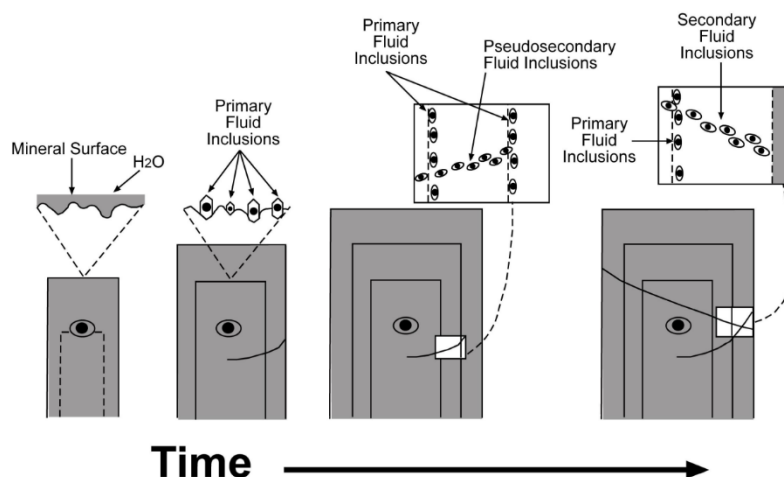 Mineral Surface
H2O
Primary
Fluid
Inclusions
Primary
Fluid
Inclusions
Pseudosecondary
Fluid Inclusions
Secondary
Fluid
Inclusions
Primary
Fluid
Inclusions
Time